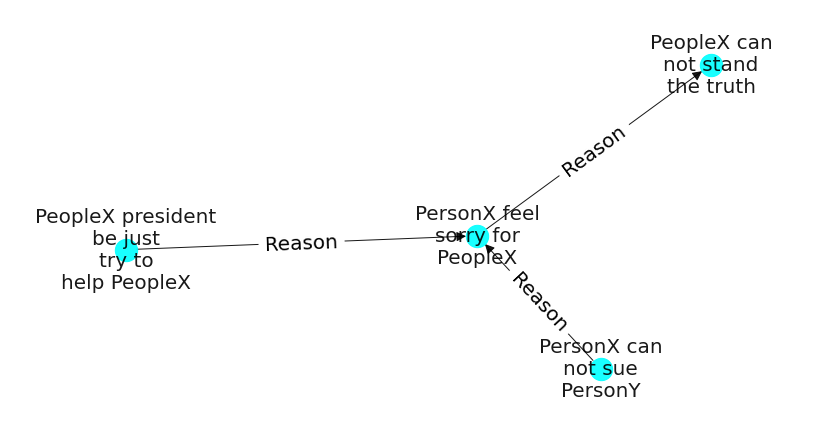 PeopleX can
not stand
the truth
Reason
PeopleX president
be just
try to
help PeopleX
Reason
PersonX feel
sorry for
PeopleX
Reason
PersonX can
not sue
PersonY